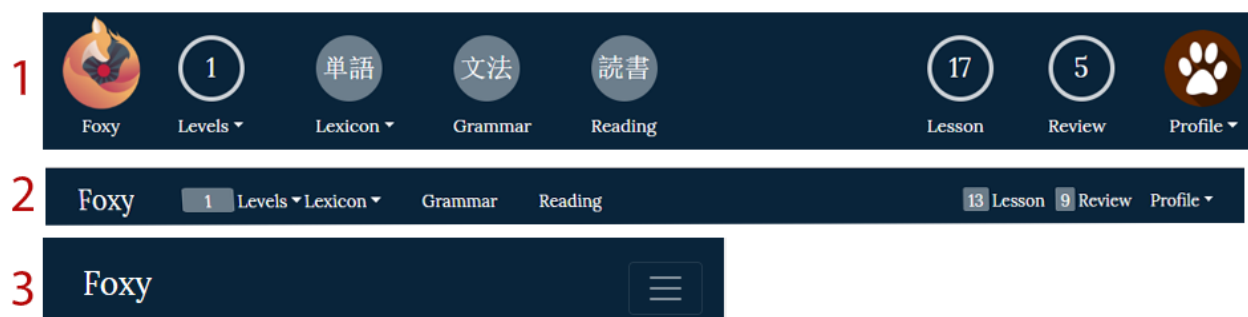 1
1 単語 文法 読書 17 5
Foxy Levels Lexicon Grammar Reading Lesson Review Profile
2 Foxy 1 Levels Lexicon Grammar Reading 13 Lesson 9 Review Profile
3 Foxy